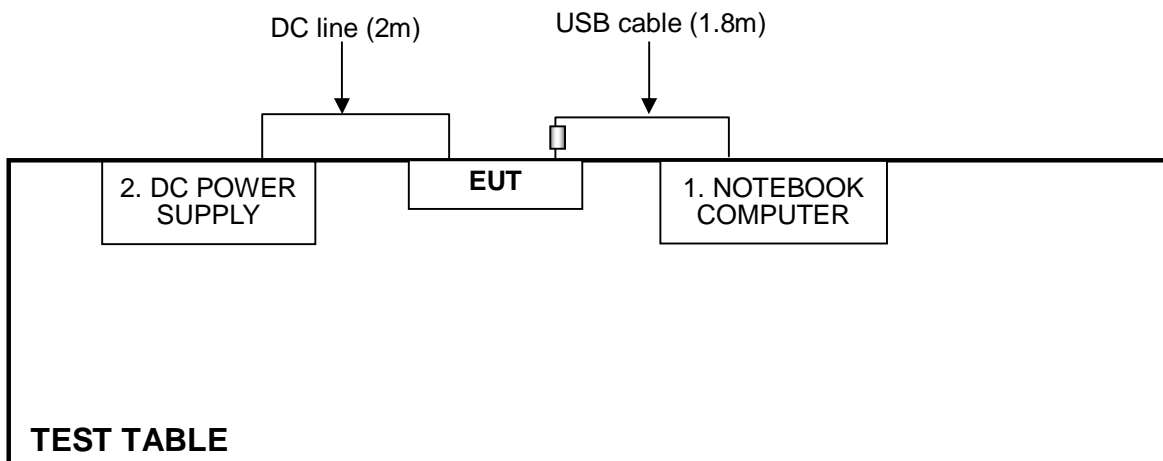 DC line (2m)
USB cable (1.8m)
2. DC POWER
SUPPLY
EUT
1. NOTEBOOK
COMPUTER
TEST TABLE